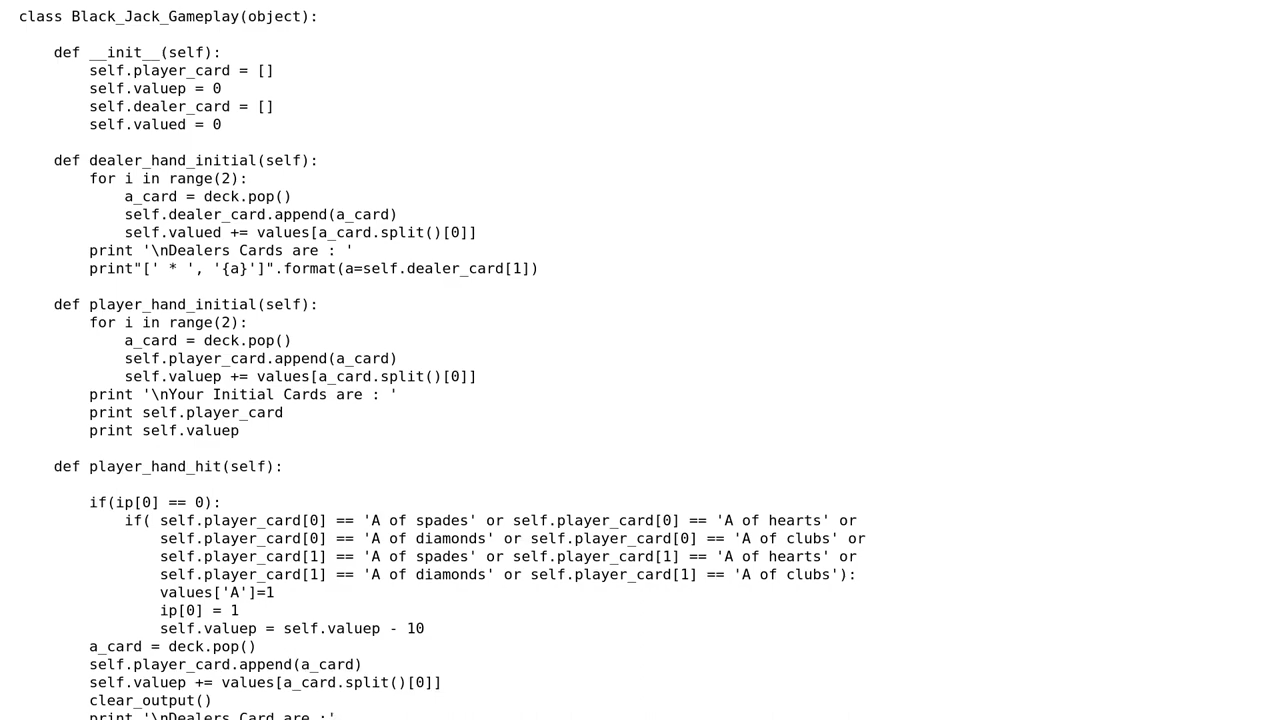 class Black_Jack_Gameplay(object):
    def __init__(self):
        self.player_card = []
        self.valuep = 0
        self.dealer_card = []
        self.valued = 0
    def dealer_hand_initial(self):
        for i in range(2):
            a_card = deck.pop()
            self.dealer_card.append(a_card)
            self.valued += values[a_card.split()[0]]
        print '\nDealers Cards are : '
        print"[' * ', '{a}']".format(a=self.dealer_card[1])
    def player_hand_initial(self):
        for i in range(2):
            a_card = deck.pop()
            self.player_card.append(a_card)
            self.valuep += values[a_card.split()[0]]
        print '\nYour Initial Cards are : '
        print self.player_card
        print self.valuep
    def player_hand_hit(self):
        if(ip[0] == 0):
            if( self.player_card[0] == 'A of spades' or self.player_card[0] == 'A of hearts' or
                self.player_card[0] == 'A of diamonds' or self.player_card[0] == 'A of clubs' or
                self.player_card[1] == 'A of spades' or self.player_card[1] == 'A of hearts' or
                self.player_card[1] == 'A of diamonds' or self.player_card[1] == 'A of clubs'):
                values['A']=1
                ip[0] = 1
                self.valuep = self.valuep - 10
        a_card = deck.pop()
        self.player_card.append(a_card)
        self.valuep += values[a_card.split()[0]]
        clear_output()
        print '\nDealers Card are :'